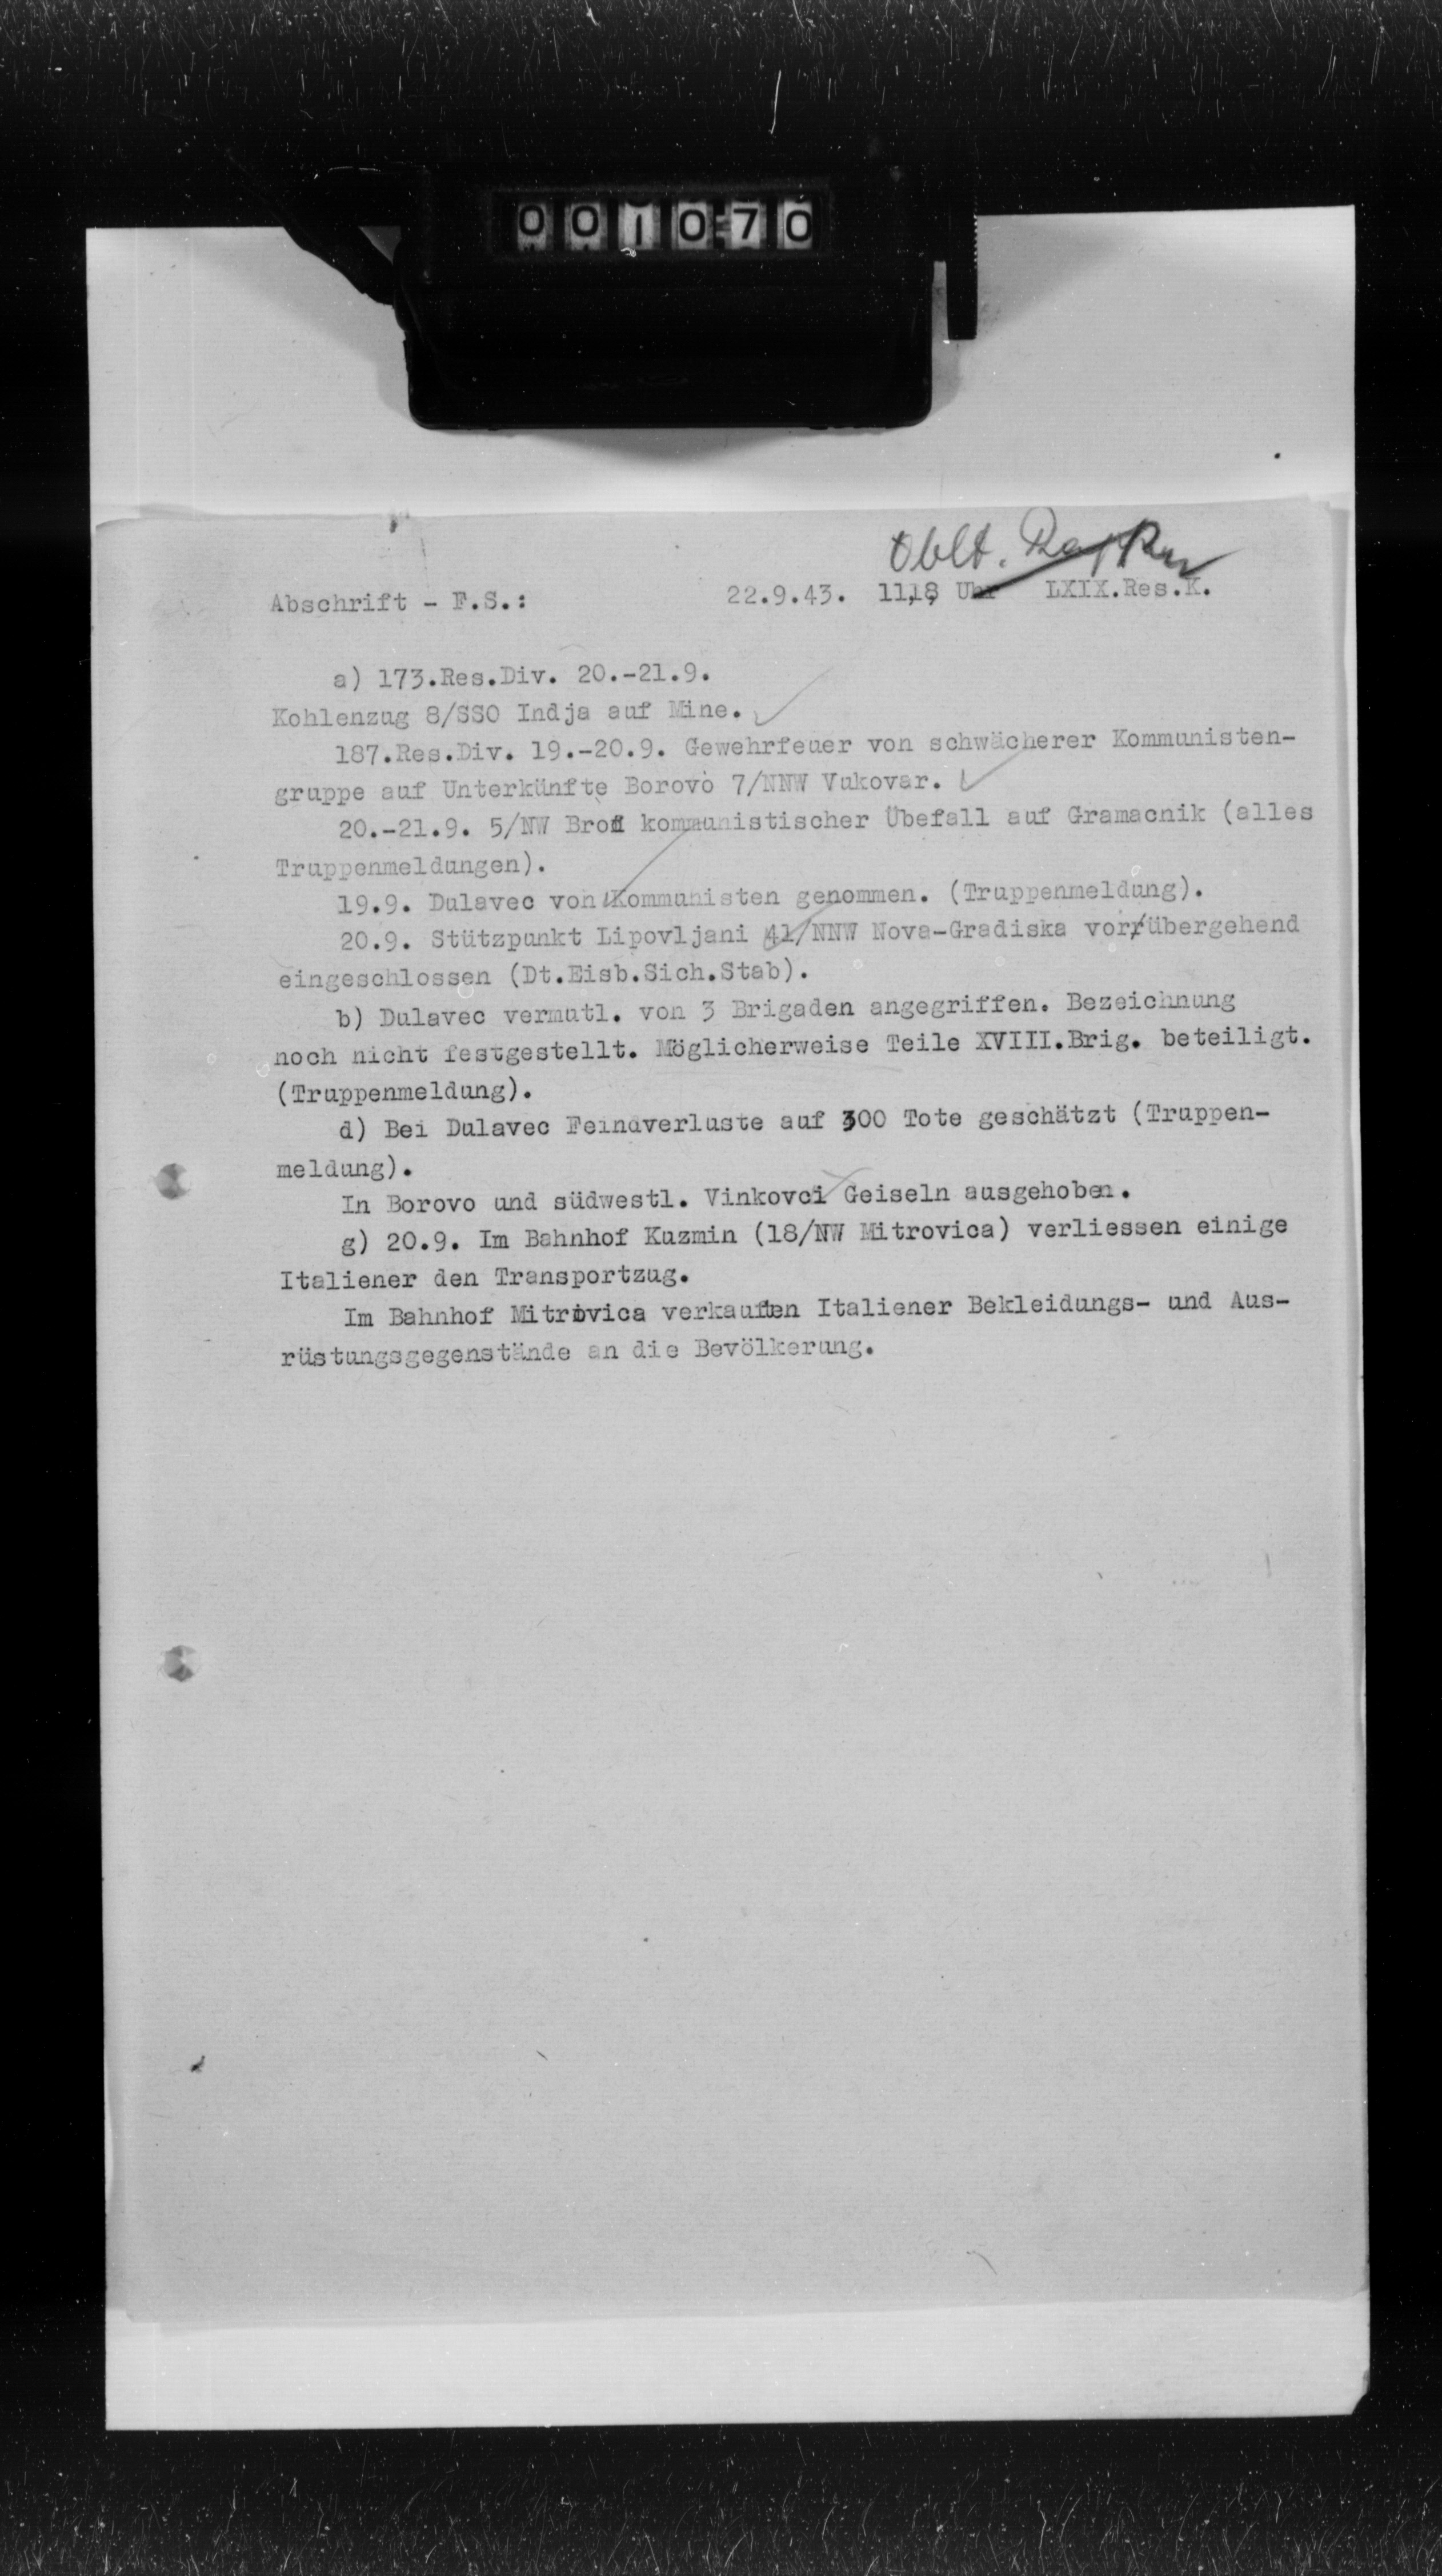 001070
Oblt.
Abschrift - F.S.: 22.9.43. 11,18 Uhr LXIX.Res.K.
a) 173.Res.Div. 20.-21.9.
Kohlenzug 8/SSO Indja auf Mine.
187.Res.Div. 19.-20.9. Gewehrfeuer von schwächerer Kommunisten-
gruppe auf Unterkünfte Borovo 7/NNW Vukovar.
20.-21.9. 5/NW Brod kommunistischer Übefall auf Gramacnik (alles
Truppenmeldungen).
19.9. Dulavec von Kommunisten genommen. (Truppenmeldung).
20.9. Stützpunkt Lipovljani 41/NNW Nova-Gradiska vorübergehend
eingeschlossen (Dt.Eisb.Sich.Stab).
b) Dulavec vermutl. von 3 Brigaden angegriffen. Bezeichnung
noch nicht festgestellt. Möglicherweise Teile XVIII.Brig. beteiligt.
(Truppenmeldung).
d) Bei Dulavec Feindverluste auf 300 Tote geschätzt (Truppen-
meldung).
In Borovo und südwestl. Vinkovci Geiseln ausgehoben.
g) 20.9. Im Bahnhof Kuzmin (18/NW Mitrovica) verliessen einige
Italiener den Transportzug.
Im Bahnhof Mitrovica verkauften Italiener Bekleidungs- und Aus-
rüstungsgegenstände an die Bevölkerung.